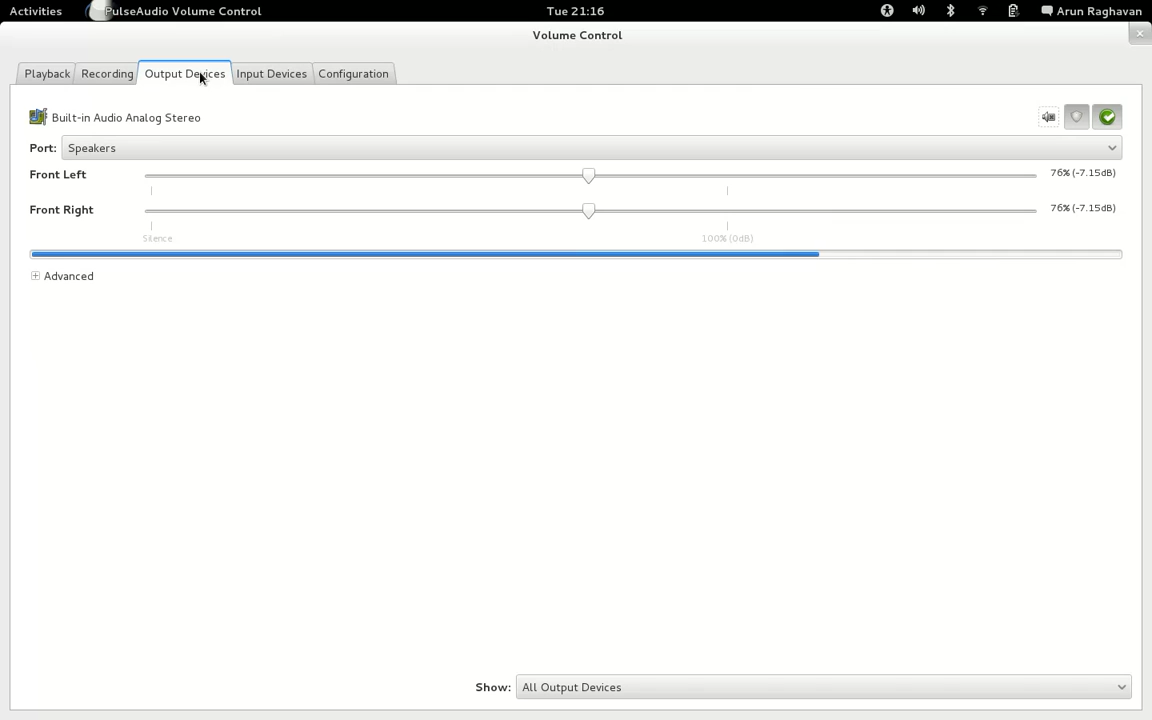 Activities PulseAudio Volume Control Tue 21:16 Arun Raghavan
Volume Control
Playback Recording Output Devices Input Devices Configuration
Built-in Audio Analog Stereo
Port: Speakers
Front Left 76% (-7.15dB)
Front Right 76% (-7.15dB)
Silence 100% (0dB)
Advanced
Show: All Output Devices